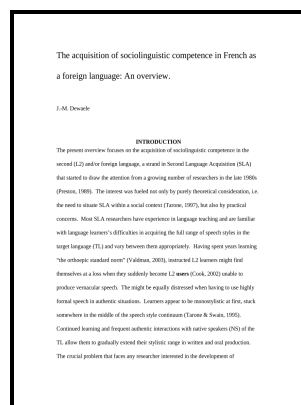 The acquisition of sociolinguistic competence in French as
a foreign language: An overview.
J.-M. Dewaele
INTRODUCTION
The present overview focuses on the acquisition of sociolinguistic competence in the
second (L2) and/or foreign language, a strand in Second Language Acquisition (SLA)
that started to draw the attention from a growing number of researchers in the late 1980s
(Preston, 1989). The interest was fueled not only by purely theoretical consideration, i.e.
the need to situate SLA within a social context (Tarone, 1997), but also by practical
concerns. Most SLA researchers have experience in language teaching and are familiar
with language learners's difficulties in acquiring the full range of speech styles in the
target language (TL) and vary between them appropriately. Having spent years learning
"the orthoepic standard norm" (Valdman, 2003), instructed L2 learners might find
themselves at a loss when they suddenly become L2 users (Cook, 2002) unable to
produce vernacular speech. The might be equally distressed when having to use highly
formal speech in authentic situations. Learners appear to be monostylistic at first, stuck
somewhere in the middle of the speech style continuum (Tarone & Swain, 1995).
Continued learning and frequent authentic interactions with native speakers (NS) of the
TL allow them to gradually extend their stylistic range in written and oral production.
The crucial problem that faces any researcher interested in the development of